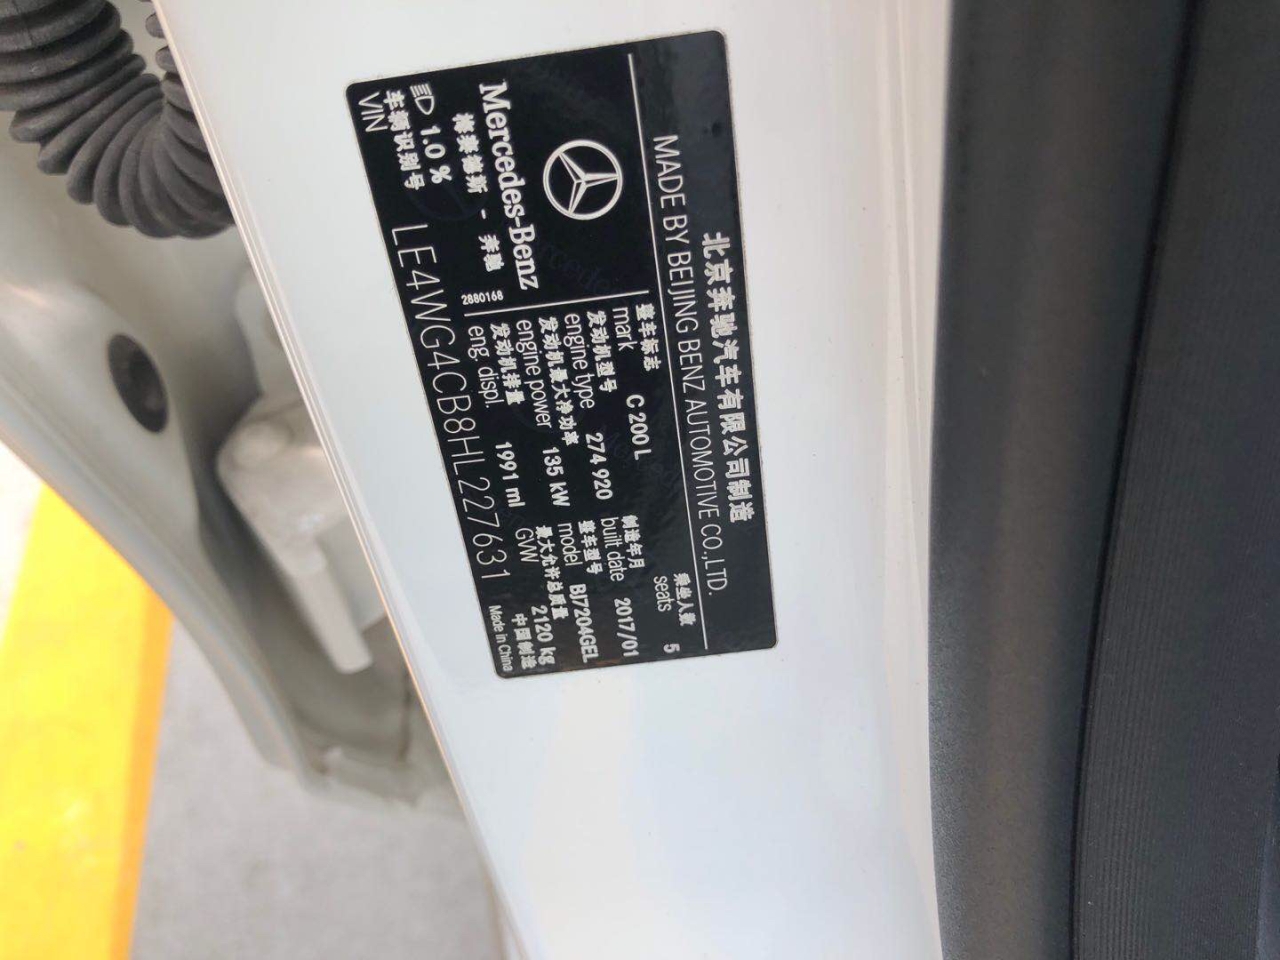 北京奔驰汽车有限公司制造
MADE BY BEIJING BENZ AUTOMOTIVE CO.,LTD.
Mercedes-Benz
梅赛德斯 - 奔驰
2880168
乘坐人数
seats 5
整车标志
mark C 200 L
制造年月
built date 2017/01
发动机型号
engine type 274 920
整车型号
model BJ7204GEL
发动机最大净功率
engine power 135 kW
最大允许总质量
GVW 2120 kg
发动机排量
eng. displ. 1991 ml
中国制造
Made in China
1.0 %
车辆识别号
VIN LE4WG4CB8HL227631